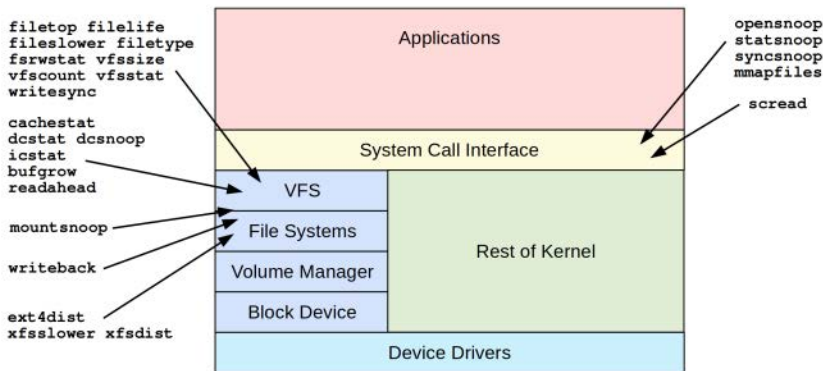 filetop filelife
fileslower filetype
fsrwstat vfssize
vfscount vfsstat
writesync
cachestat
dcstat dcsnoop
icstat
bufgrow
readahead
mountsnoop
writeback
ext4dist
xfsslower xfsdist
Applications
System Call Interface
VFS
File Systems
Volume Manager
Block Device
Rest of Kernel
Device Drivers
opensnoop
statsnoop
syncsnoop
mmapfiles
scread